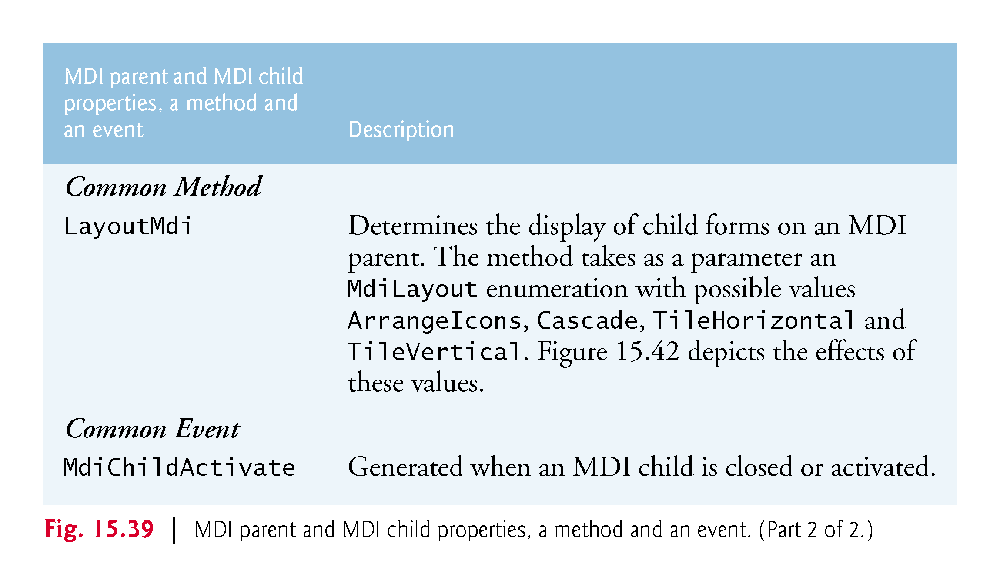 MDI parent and MDI child
properties, a method and
an event
Description
Common Method
LayoutMdi
Determines the display of child forms on an MDI
parent. The method takes as a parameter an
MdiLayout enumeration with possible values
ArrangeIcons, Cascade, TileHorizontal and
TileVertical. Figure 15.42 depicts the effects of
these values.
Common Event
MdiChildActivate
Generated when an MDI child is closed or activated.
Fig. 15.39 | MDI parent and MDI child properties, a method and an event. (Part 2 of 2.)